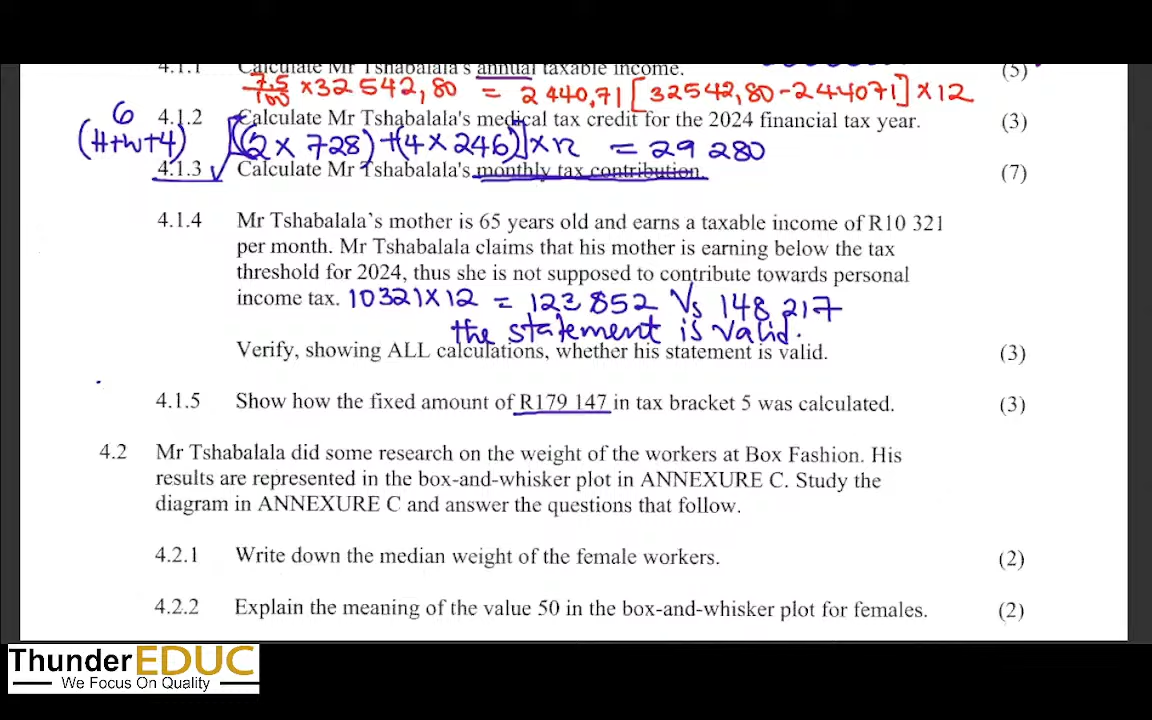 4.1.1 Calculate Mr Tshabalala's annual taxable income. (5)
7.5/100 ×32542,80 = 2440,71 [32542,80-244071] ×12
4.1.2 Calculate Mr Tshabalala's medical tax credit for the 2024 financial tax year. (3)
6
(H+W+4) [(2 × 728) +(4 × 246)] ×12 = 29 280
4.1.3 Calculate Mr Tshabalala's monthly tax contribution. (7)
4.1.4 Mr Tshabalala's mother is 65 years old and earns a taxable income of R10 321
per month. Mr Tshabalala claims that his mother is earning below the tax
threshold for 2024, thus she is not supposed to contribute towards personal
income tax. 10321×12 = 123 852 Vs 148 217
the statement is valid.
Verify, showing ALL calculations, whether his statement is valid. (3)
4.1.5 Show how the fixed amount of R179 147 in tax bracket 5 was calculated. (3)
4.2 Mr Tshabalala did some research on the weight of the workers at Box Fashion. His
results are represented in the box-and-whisker plot in ANNEXURE C. Study the
diagram in ANNEXURE C and answer the questions that follow.
4.2.1 Write down the median weight of the female workers. (2)
4.2.2 Explain the meaning of the value 50 in the box-and-whisker plot for females. (2)
ThunderEDUC
We Focus On Quality